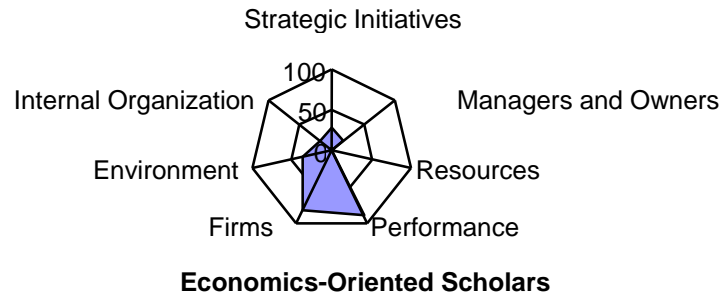 Strategic Initiatives
100
Internal Organization
Managers and Owners
50
0
Environment
Resources
Firms
Performance
Economics-Oriented Scholars